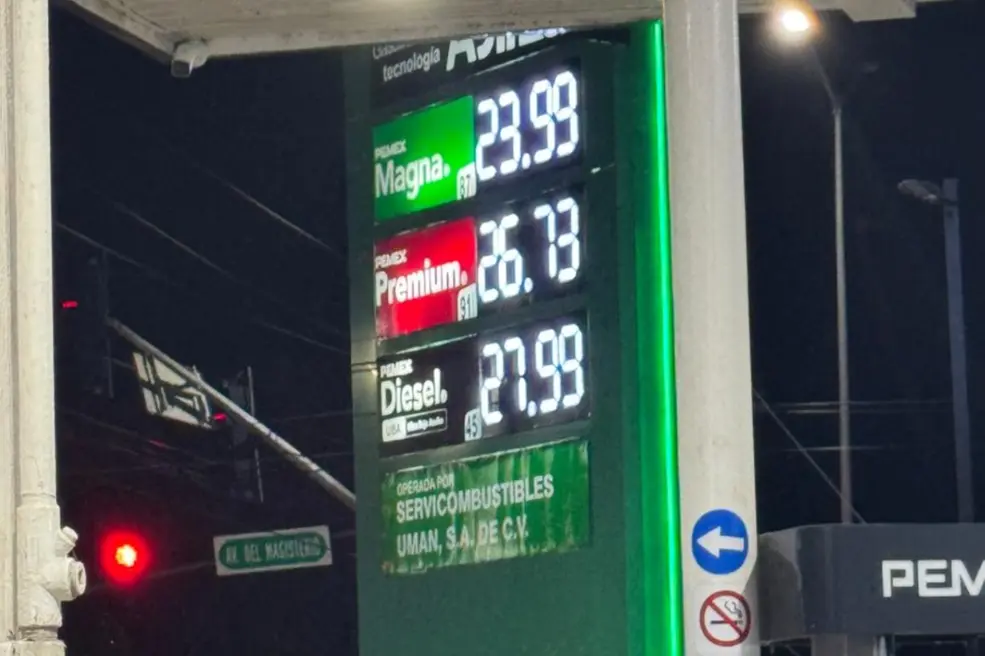 tecnología
PEMEX
Magna.
87
23.99
PEMEX
Premium.
91
26.73
PEMEX
Diesel.
UBA
45
27.99
OPERADA POR
SERVICOMBUSTIBLES
UMAN, S.A. DE C.V.
AV. DEL MAGISTERIO
PEM